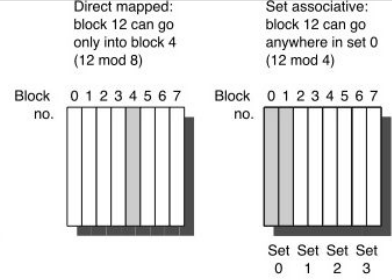 Direct mapped:
block 12 can go
only into block 4
(12 mod 8)
Block 0 1 2 3 4 5 6 7
no.
Set associative:
block 12 can go
anywhere in set 0
(12 mod 4)
Block 0 1 2 3 4 5 6 7
no.
Set Set Set Set
0 1 2 3